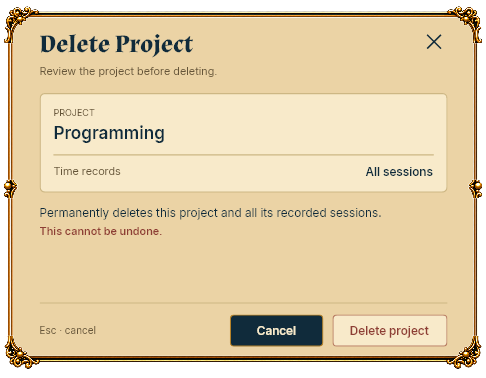 Delete Project
Review the project before deleting.
PROJECT
Programming
Time records All sessions
Permanently deletes this project and all its recorded sessions.
This cannot be undone.
Esc · cancel Cancel Delete project